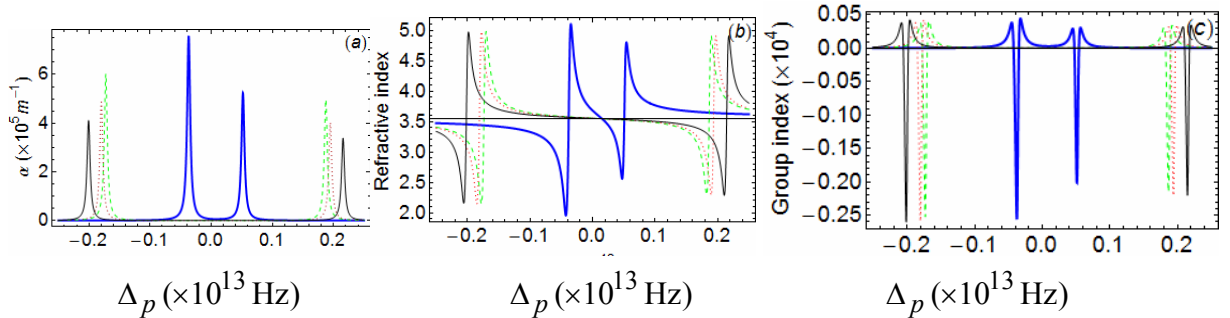 (a)
α (×10⁵ m⁻¹)
6
4
2
0
−0.2 −0.1 0.0 0.1 0.2
Δp (×10¹³ Hz)
(b)
Refractive index
5.0
4.5
4.0
3.5
3.0
2.5
2.0
−0.2 −0.1 0.0 0.1 0.2
Δp (×10¹³ Hz)
(c)
Group index (×10⁴)
0.05
0.00
−0.05
−0.10
−0.15
−0.20
−0.25
−0.2 −0.1 0.0 0.1 0.2
Δp (×10¹³ Hz)